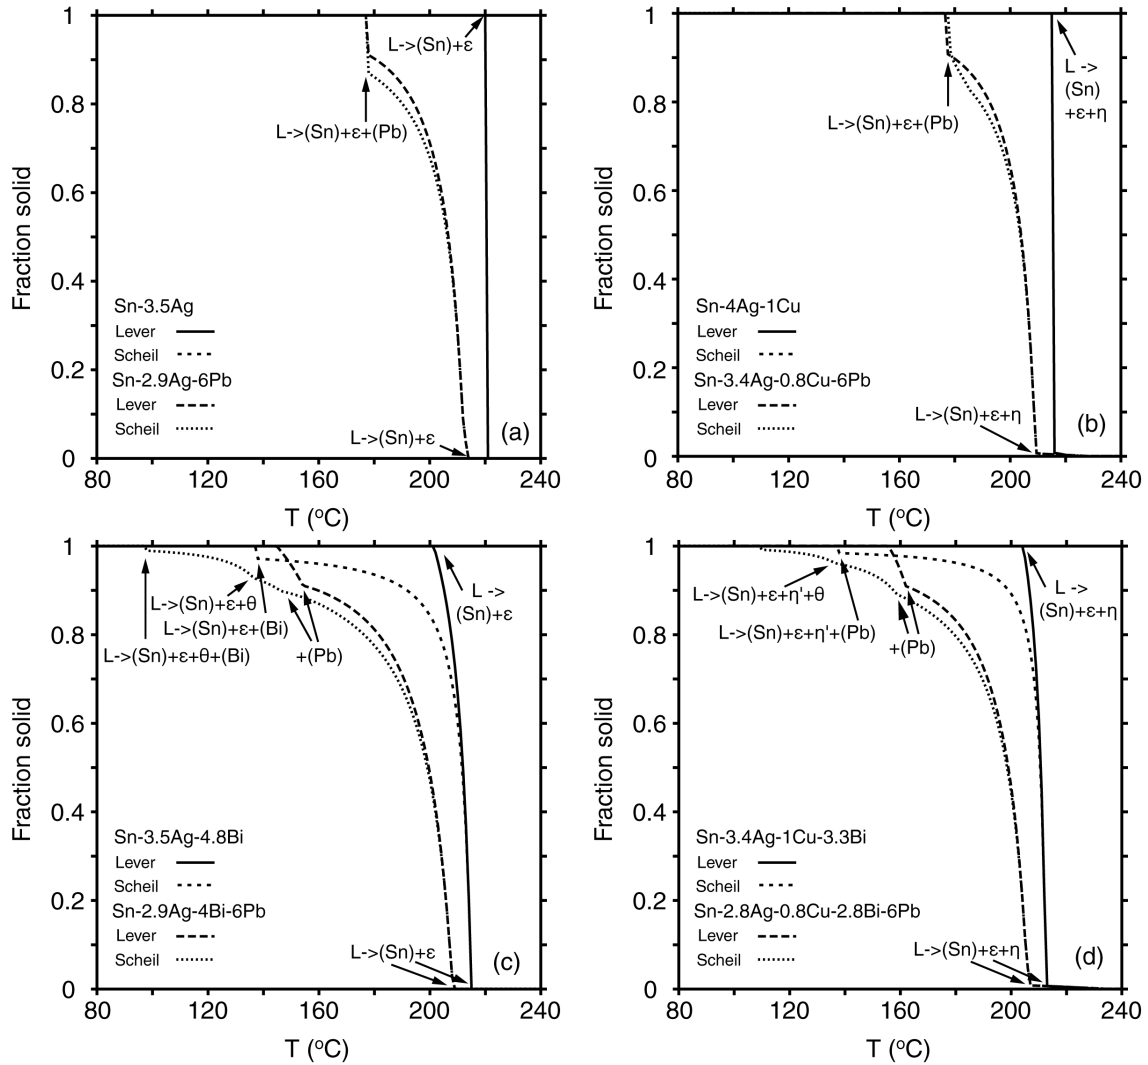 1
L->(Sn)+ε
0.8
L->(Sn)+ε+(Pb)
Fraction solid
0.6
0.4
Sn-3.5Ag
Lever
Scheil
0.2
Sn-2.9Ag-6Pb
Lever
Scheil
L->(Sn)+ε
(a)
0
80
120
160
200
240
T (ºC)
1
L ->
(Sn)
+ε+η
0.8
L->(Sn)+ε+(Pb)
Fraction solid
0.6
0.4
Sn-4Ag-1Cu
Lever
Scheil
0.2
Sn-3.4Ag-0.8Cu-6Pb
Lever
Scheil
L->(Sn)+ε+η
(b)
0
80
120
160
200
240
T (ºC)
1
L ->
(Sn)+ε
L->(Sn)+ε+θ
L->(Sn)+ε+(Bi)
L->(Sn)+ε+θ+(Bi)
+(Pb)
0.8
Fraction solid
0.6
0.4
Sn-3.5Ag-4.8Bi
Lever
Scheil
0.2
Sn-2.9Ag-4Bi-6Pb
Lever
Scheil
L->(Sn)+ε
(c)
0
80
120
160
200
240
T (ºC)
1
L ->
(Sn)+ε+η
L->(Sn)+ε+η'+θ
L->(Sn)+ε+η'+(Pb)
+(Pb)
0.8
Fraction solid
0.6
0.4
Sn-3.4Ag-1Cu-3.3Bi
Lever
Scheil
0.2
Sn-2.8Ag-0.8Cu-2.8Bi-6Pb
Lever
Scheil
L->(Sn)+ε+η
(d)
0
80
120
160
200
240
T (ºC)